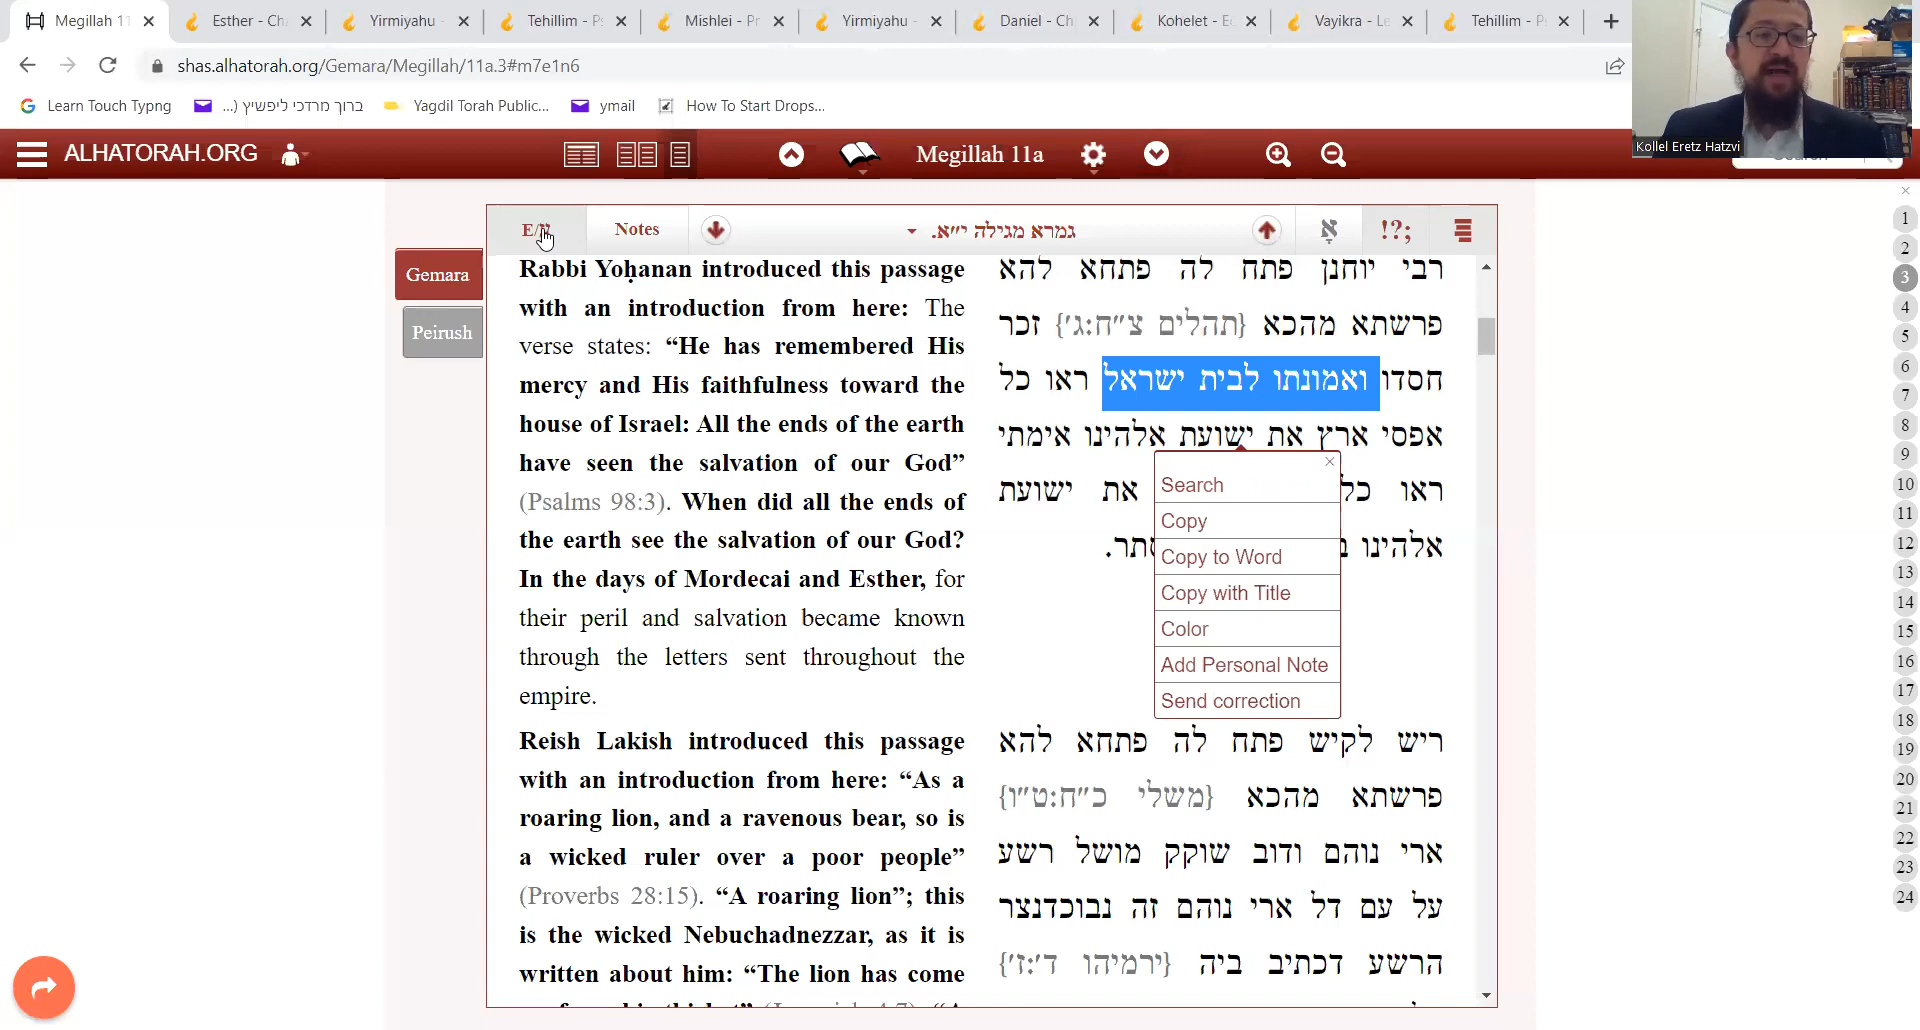 Megillah 11
Esther - Ch
Yirmiyahu -
Tehillim - Ps
Mishlei - Pr
Yirmiyahu -
Daniel - Ch
Kohelet - Ec
Vayikra - Le
Tehillim - P
shas.alhatorah.org/Gemara/Megillah/11a.3#m7e1n6
Learn Touch Typng
ברוך מרדכי ליפשיץ (...
Yagdil Torah Public...
ymail
How To Start Drops...
Kollel Eretz Hatzvi
ALHATORAH.ORG
Megillah 11a
Notes
גמרא מגילה י״א.
!?;
Gemara
Peirush
Rabbi Yoḥanan introduced this passage
with an introduction from here: The
verse states: “He has remembered His
mercy and His faithfulness toward the
house of Israel: All the ends of the earth
have seen the salvation of our God”
(Psalms 98:3). When did all the ends of
the earth see the salvation of our God?
In the days of Mordecai and Esther, for
their peril and salvation became known
through the letters sent throughout the
empire.
Reish Lakish introduced this passage
with an introduction from here: “As a
roaring lion, and a ravenous bear, so is
a wicked ruler over a poor people”
(Proverbs 28:15). “A roaring lion”; this
is the wicked Nebuchadnezzar, as it is
written about him: “The lion has come
רבי יוחנן פתח לה פתחא להא
פרשתא מהכא {תהלים צ״ח:ג׳} זכר
חסדו ואמונתו לבית ישראל ראו כל
אפסי ארץ את ישועת אלהינו אימתי
ראו כל את ישועת
אלהינו
Search
Copy
Copy to Word
Copy with Title
Color
Add Personal Note
Send correction
ריש לקיש פתח לה פתחא להא
פרשתא מהכא {משלי כ״ח:ט״ו}
ארי נוהם ודוב שוקק מושל רשע
על עם דל ארי נוהם זה נבוכדנצר
הרשע דכתיב ביה {ירמיהו ד׳:ז׳}
1
2
3
4
5
6
7
8
9
10
11
12
13
14
15
16
17
18
19
20
21
22
23
24